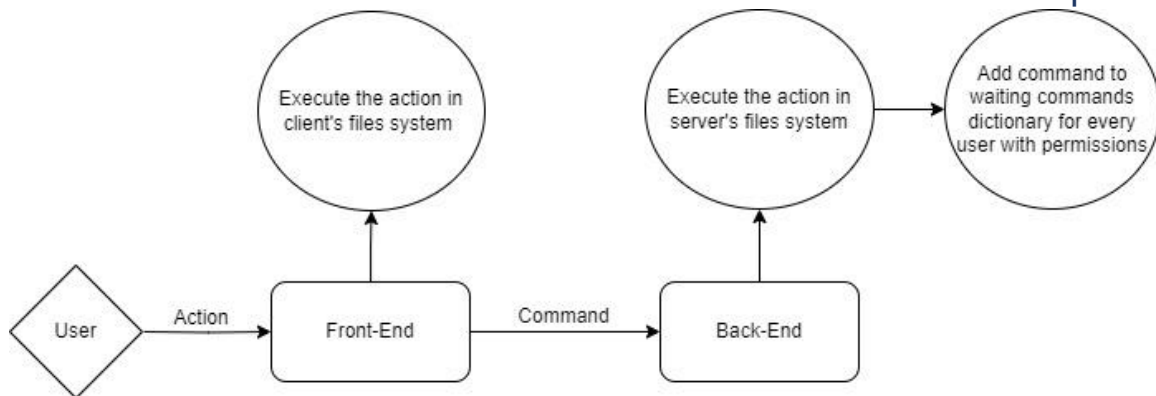 Execute the action in
client's files system
Execute the action in
server's files system
Add command to
waiting commands
dictionary for every
user with permissions
User
Action
Front-End
Command
Back-End